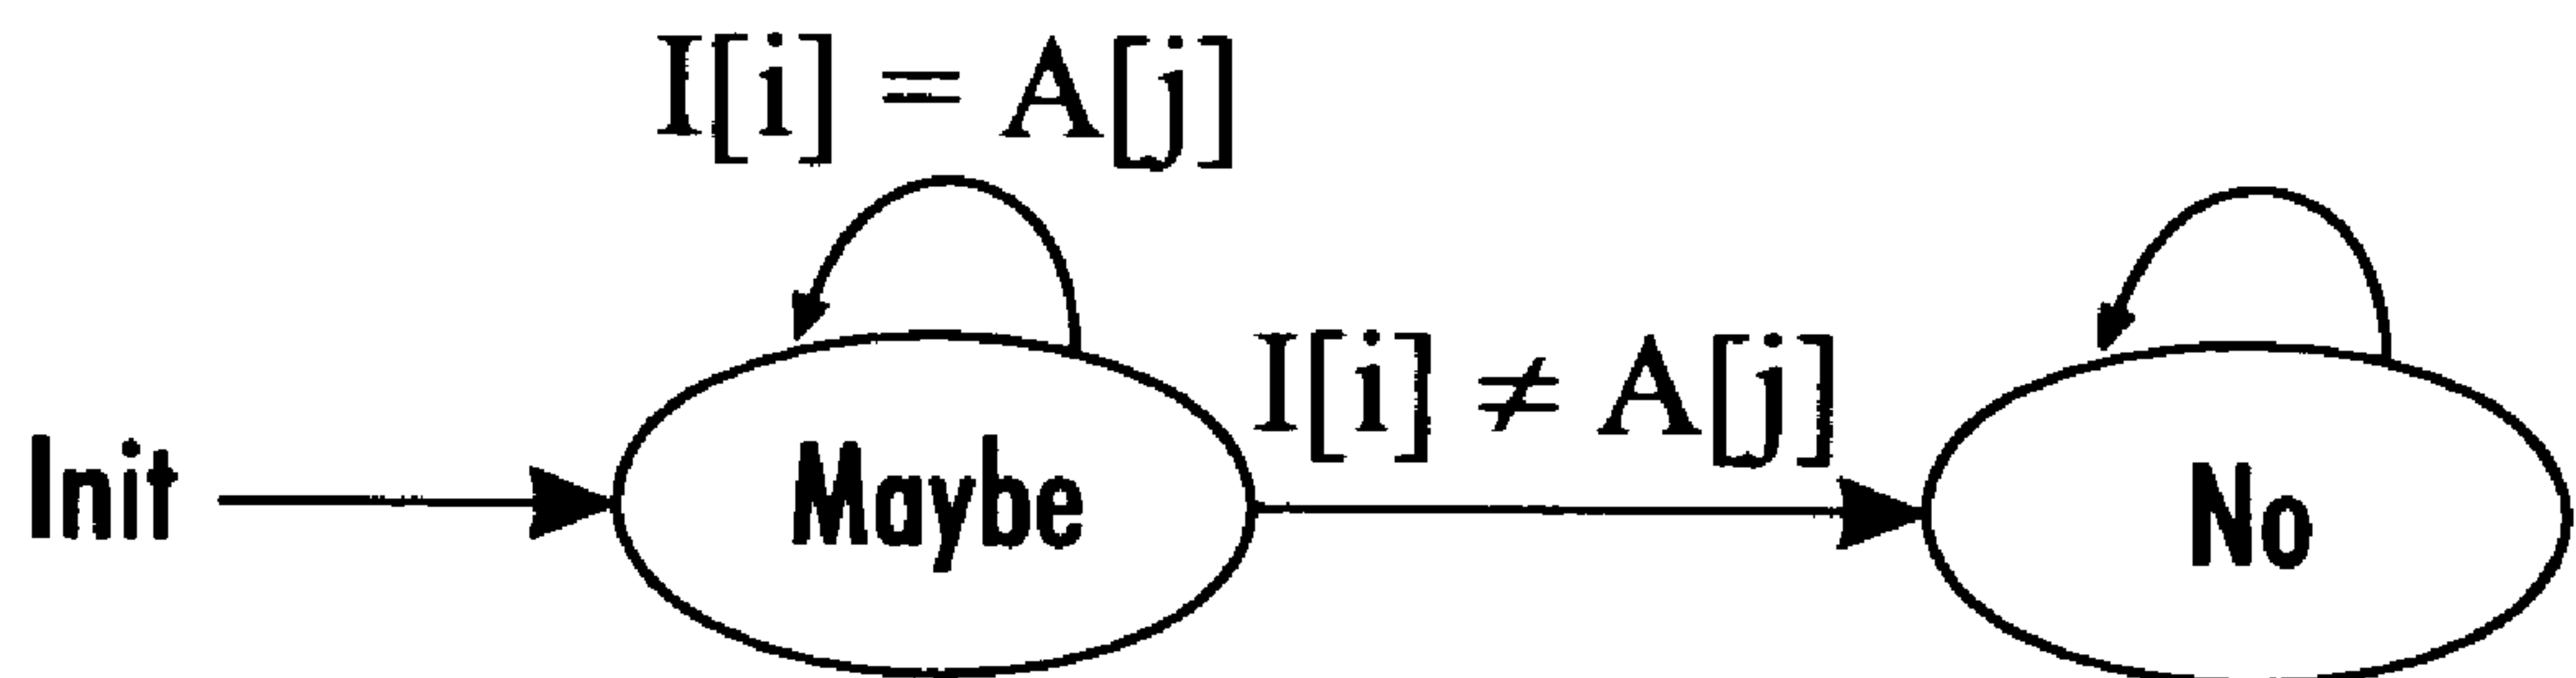 I[i] = A[j]
I[i] ≠ A[j]
Init
Maybe
No